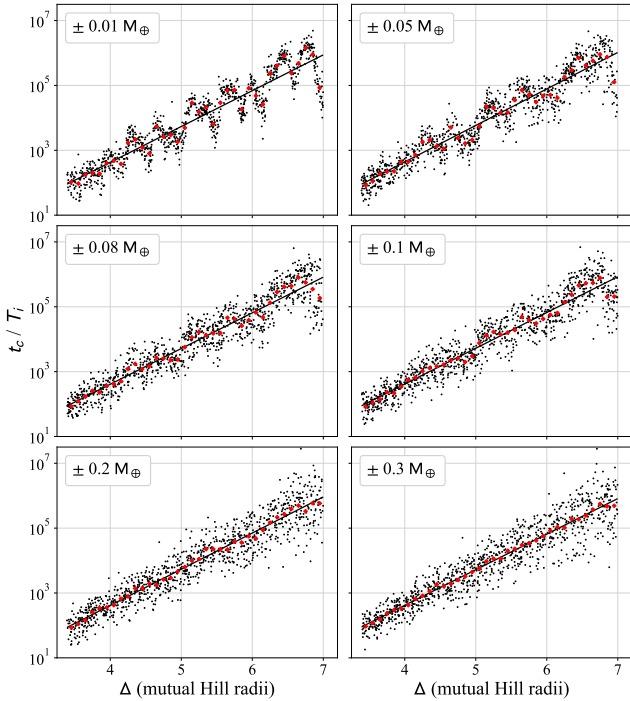 ± 0.01 M⊕
± 0.05 M⊕
10⁷
10⁵
10³
10¹
± 0.08 M⊕
± 0.1 M⊕
10⁷
10⁵
10³
10¹
t_c / T_i
± 0.2 M⊕
± 0.3 M⊕
10⁷
10⁵
10³
10¹
4 5 6 7 4 5 6 7
Δ (mutual Hill radii) Δ (mutual Hill radii)